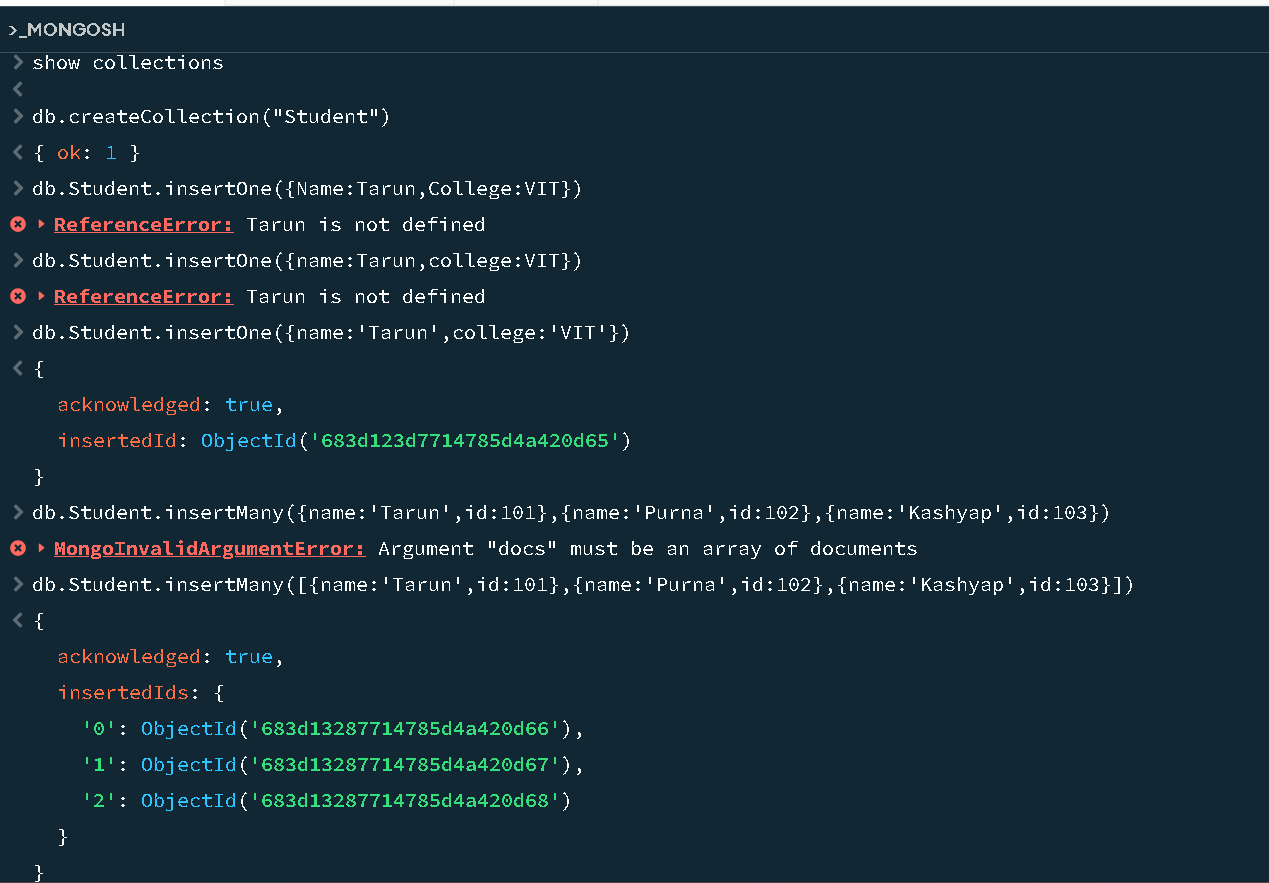 >_MONGOSH
> show collections
<
> db.createCollection("Student")
< { ok: 1 }
> db.Student.insertOne({Name:Tarun,College:VIT})
ReferenceError: Tarun is not defined
> db.Student.insertOne({name:Tarun,college:VIT})
ReferenceError: Tarun is not defined
> db.Student.insertOne({name:'Tarun',college:'VIT'})
< {
acknowledged: true,
insertedId: ObjectId('683d123d7714785d4a420d65')
}
> db.Student.insertMany({name:'Tarun',id:101},{name:'Purna',id:102},{name:'Kashyap',id:103})
MongoInvalidArgumentError: Argument "docs" must be an array of documents
> db.Student.insertMany([{name:'Tarun',id:101},{name:'Purna',id:102},{name:'Kashyap',id:103}])
< {
acknowledged: true,
insertedIds: {
'0': ObjectId('683d13287714785d4a420d66'),
'1': ObjectId('683d13287714785d4a420d67'),
'2': ObjectId('683d13287714785d4a420d68')
}
}